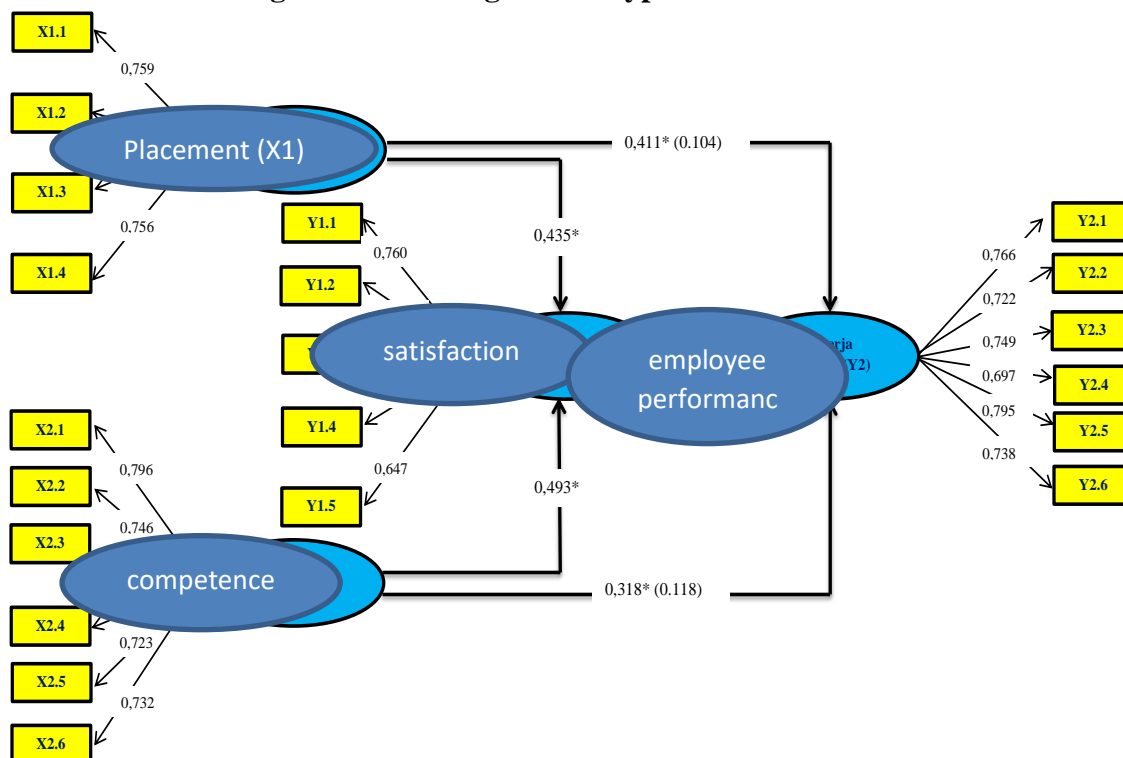 X1.1
0,759
X1.2
Placement (X1)
0,411* (0.104)
X1.3
0,756
X1.4
Y1.1
0,760
0,435*
Y1.2
satisfaction
Y1.4
0,647
Y1.5
employee
performanc
Y2)
0,766
Y2.1
0,722
Y2.2
0,749
Y2.3
0,697
Y2.4
0,795
Y2.5
0.738
Y2.6
X2.1
0,796
X2.2
0,746
X2.3
0,493*
competence
0,318* (0.118)
X2.4
0,723
X2.5
0,732
X2.6